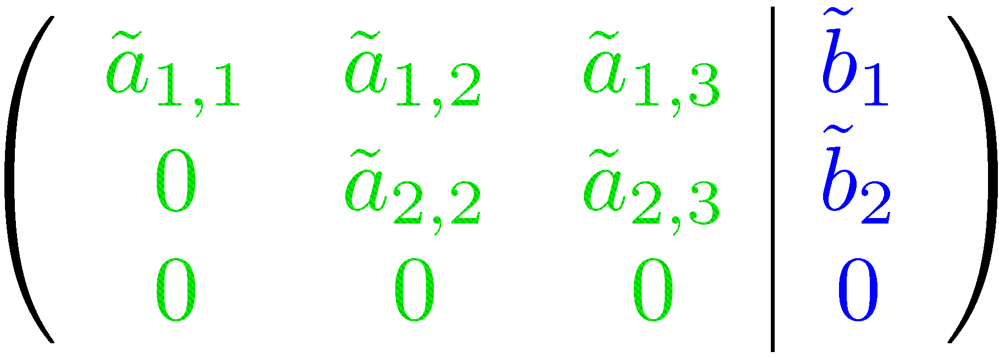 ã1,1 ã1,2 ã1,3 | b̃1
0 ã2,2 ã2,3 | b̃2
0 0 0 | 0